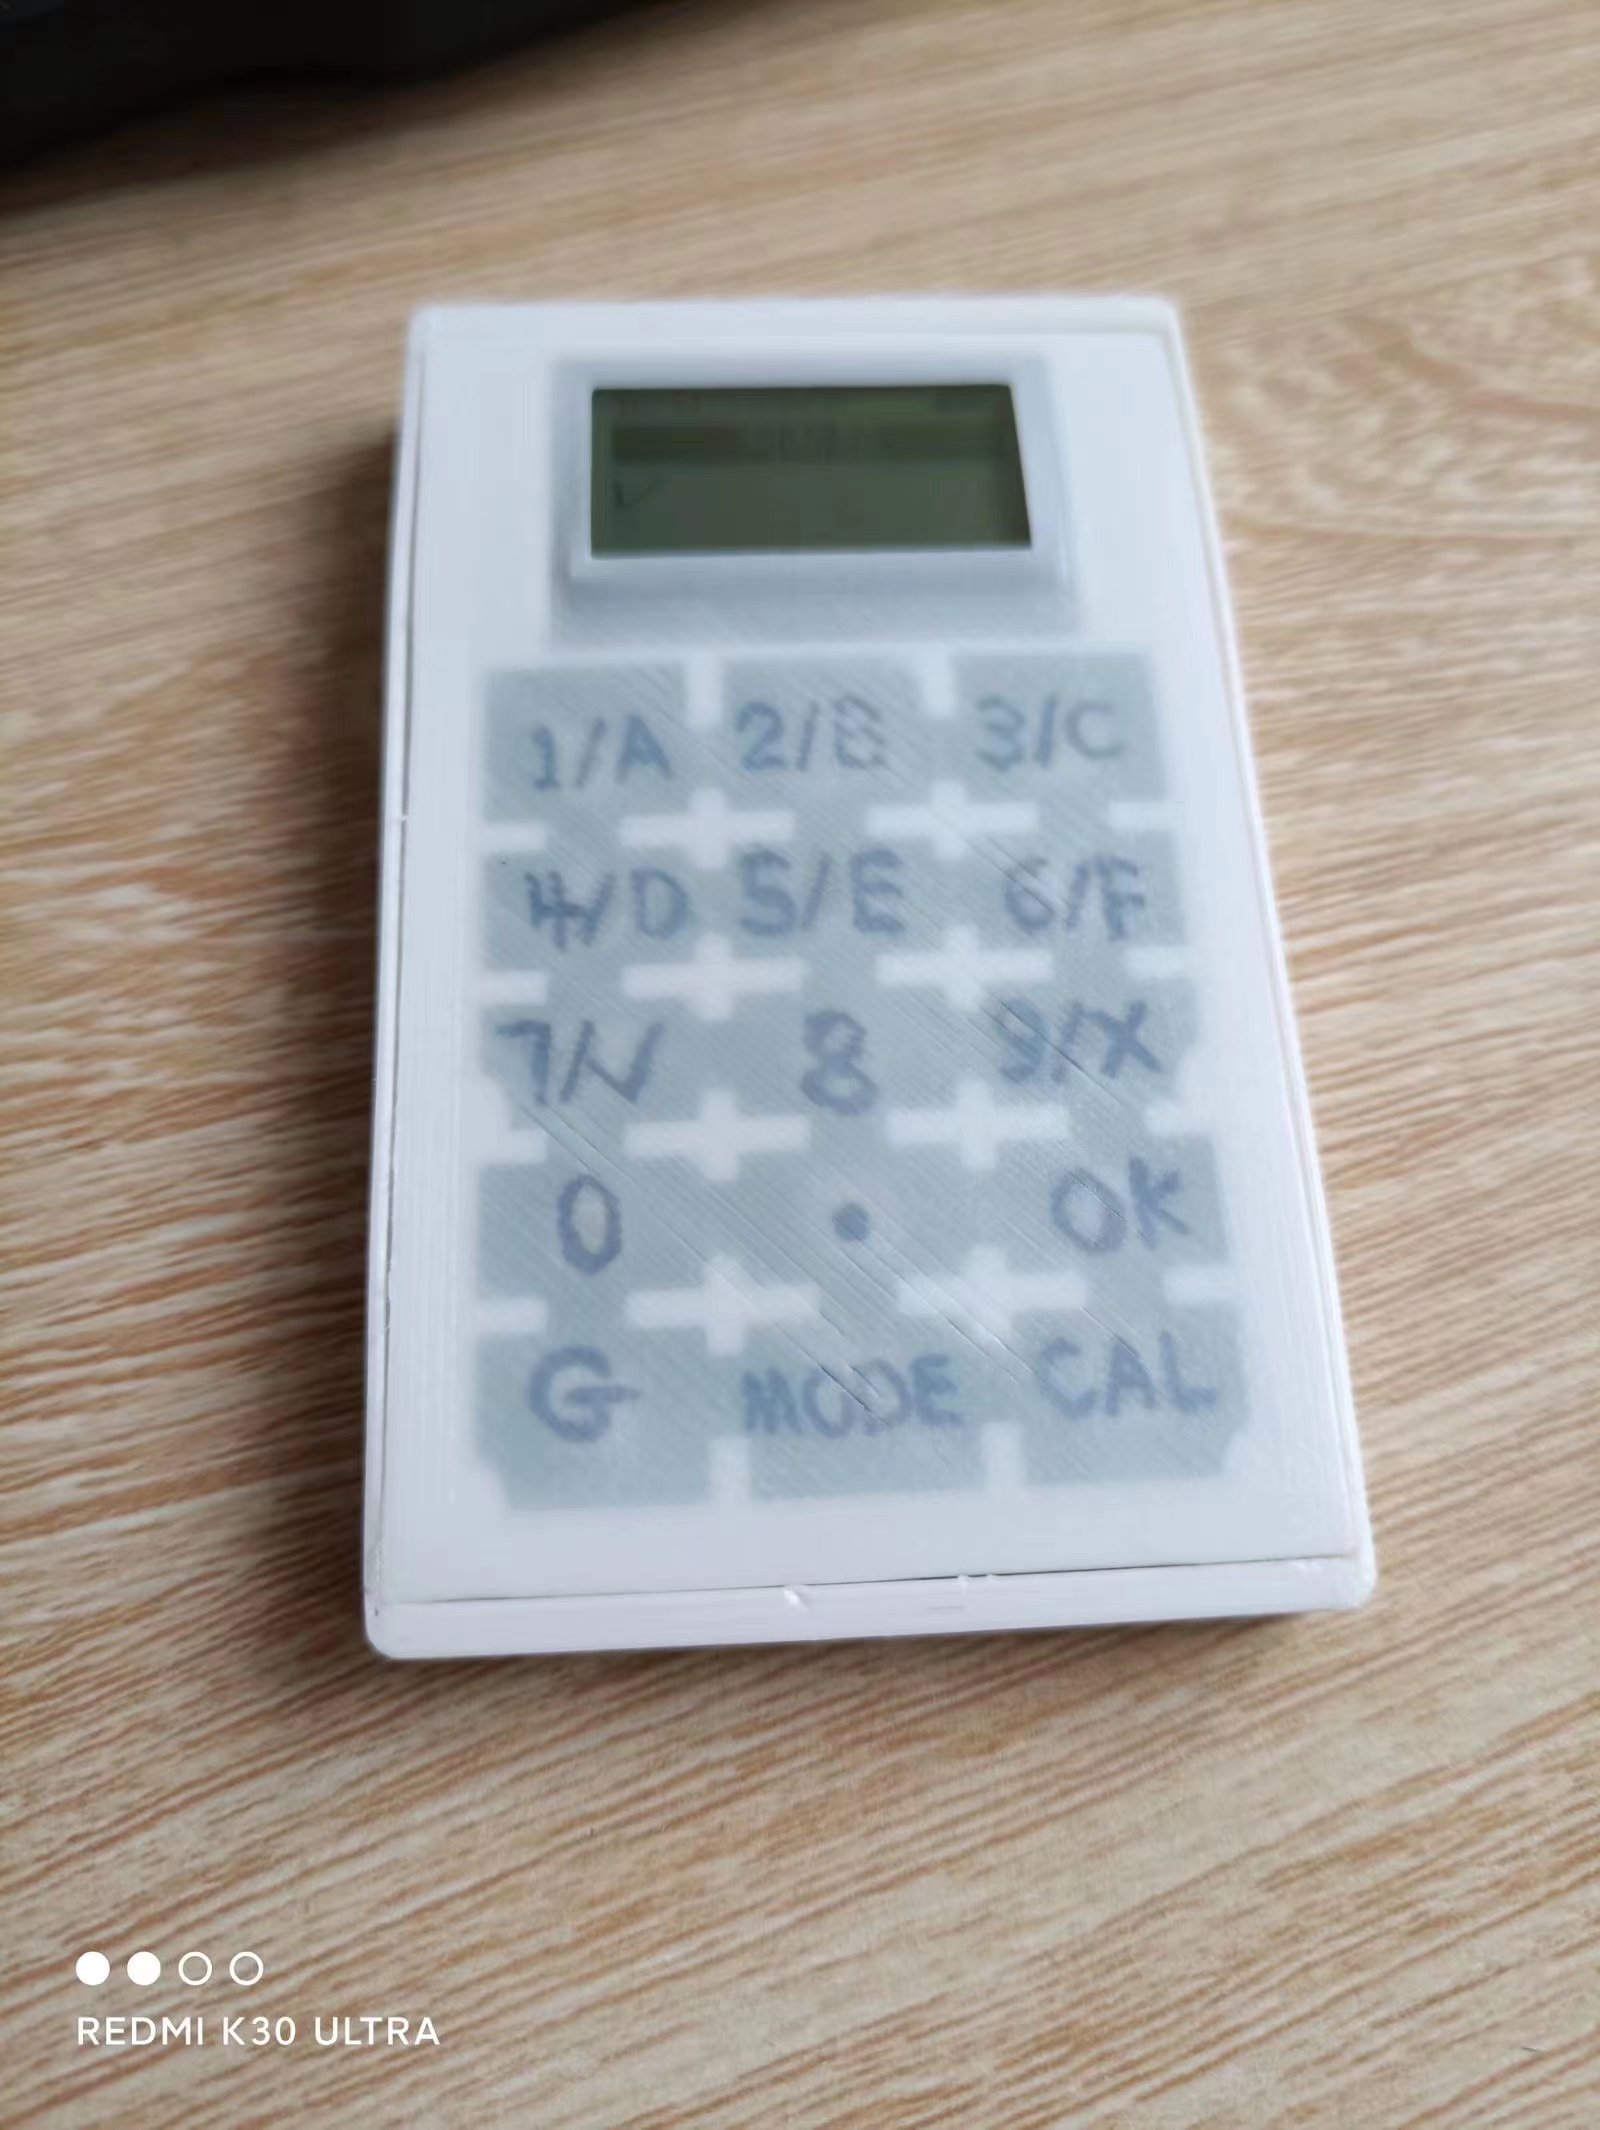 1/A 2/B 3/C
4/D 5/E 6/F
7/√ 8 9/X
0 . OK
G MODE CAL
REDMI K30 ULTRA